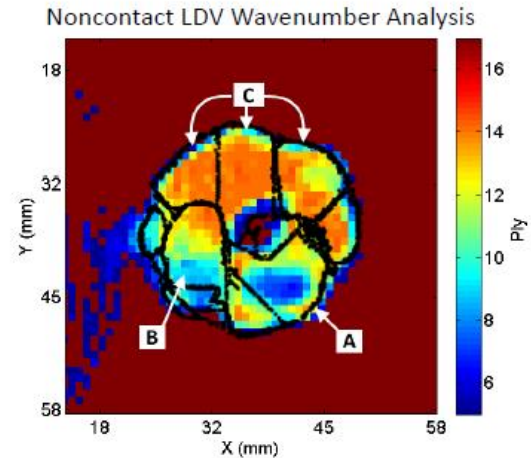 Noncontact LDV Wavenumber Analysis
C
18
16
14
32
12
Y (mm)
Ply
10
45
8
B
A
6
58
18
32
45
58
X (mm)